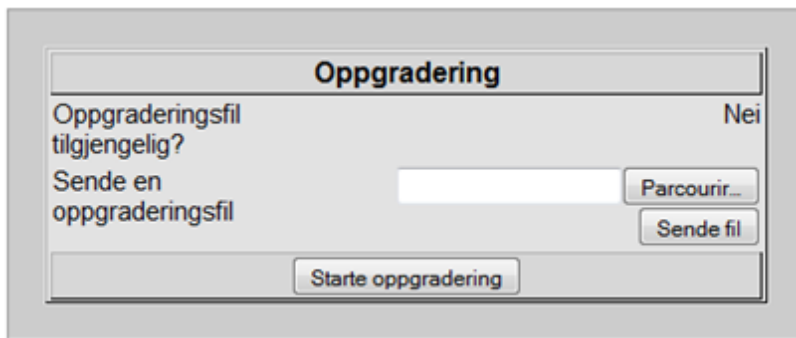 Oppgradering
Oppgraderingsfil Nei
tilgjengelig?
Sende en Parcourir...
oppgraderingsfil
Sende fil
Starte oppgradering